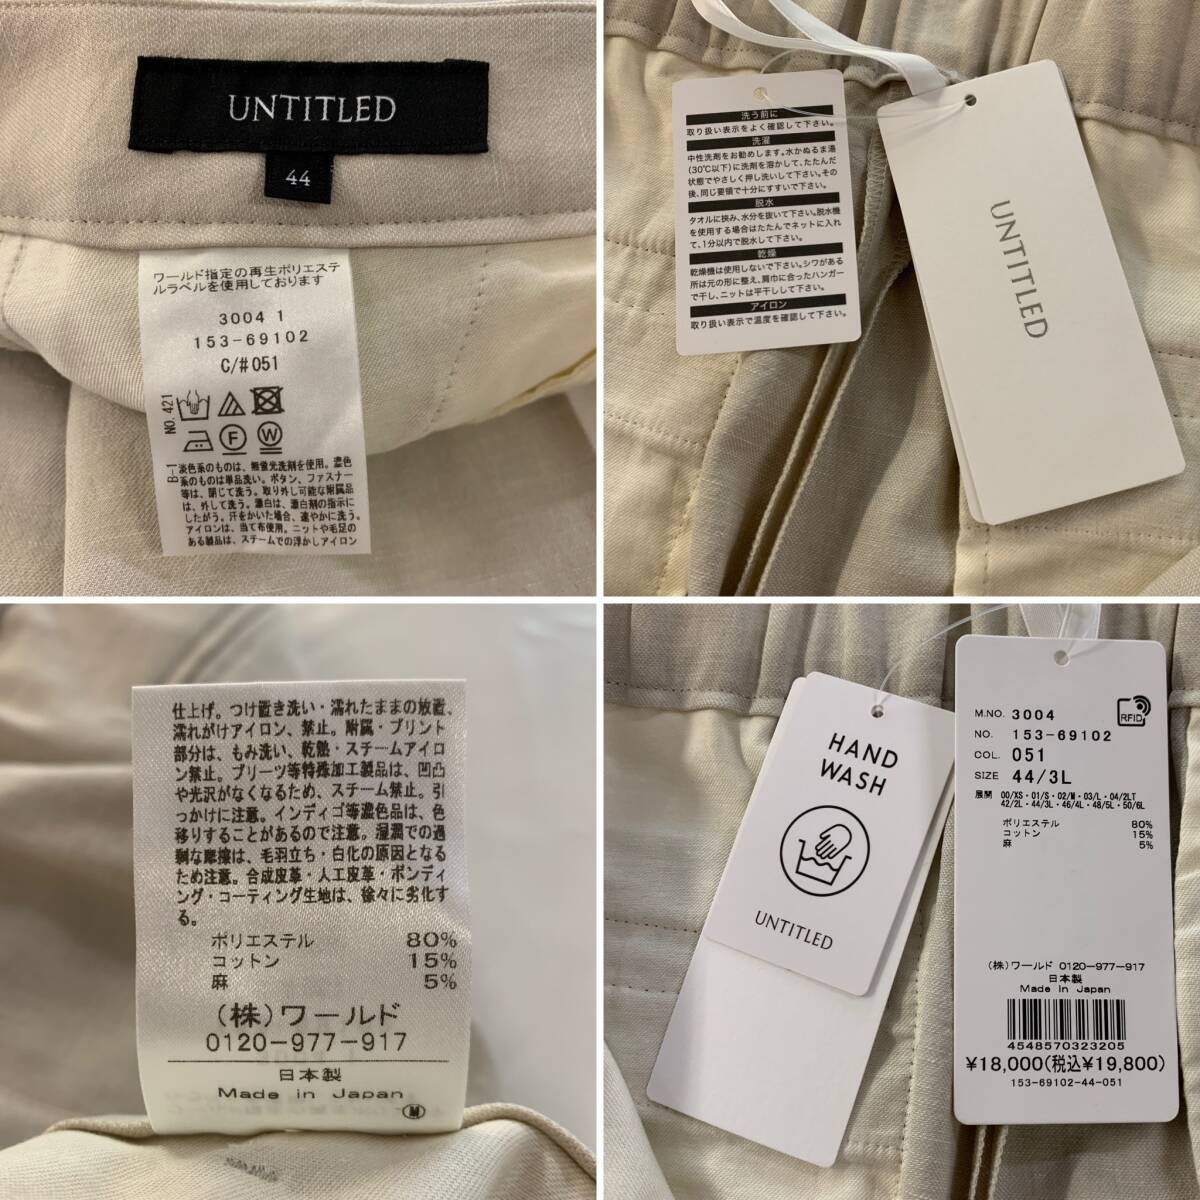 UNTITLED
44
ワールド指定の再生ポリエステ
ルラベルを使用しております
3004 1
153-69102
C/#051
NO.421
F
W
B-1
淡色系のものは、無蛍光洗剤を使用。濃色
系のものは単品洗い。ボタン、ファスナー
等は、閉じて洗う。取り外し可能な附属品
は、外して洗う。漂白は、漂白剤の指示に
したがう。汗をかいた場合、速やかに洗う。
アイロンは、当て布使用。ニットや毛足の
ある製品は、スチームでの浮かしアイロン
洗う前に
取り扱い表示をよく確認して下さい。
洗濯
中性洗剤をお勧めします。水かぬるま湯
(30℃以下)に洗剤を溶かして、たたんだ
状態でやさしく押し洗いして下さい。その
後、同じ要領で十分にすすいで下さい。
脱水
タオルに挟み、水分を抜いて下さい。脱水機
を使用する場合はたたんでネットに入れ
て、1分以内で脱水して下さい。
乾燥
乾燥機は使用しないで下さい。シワがある
所は元の形に整え、肩巾に合ったハンガー
で干し、ニットは平干しして下さい。
アイロン
取り扱い表示で温度を確認して下さい。
UNTITLED
仕上げ。つけ置き洗い・濡れたままの放置、
濡れがけアイロン、禁止。附属・プリント
部分は、もみ洗い、乾熱・スチームアイロ
ン禁止。プリーツ等特殊加工製品は、凹凸
や光沢がなくなるため、スチーム禁止。引
っかけに注意。インディゴ等濃色品は、色
移りすることがあるので注意。湿潤での過
剰な摩擦は、毛羽立ち・白化の原因となる
ため注意。合成皮革・人工皮革・ボンディ
ング・コーティング生地は、徐々に劣化す
る。
ポリエステル 80%
コットン 15%
麻 5%
(株)ワールド
0120-977-917
日本製
Made in Japan
M
HAND
WASH
UNTITLED
RFID
M.NO. 3004
NO. 153-69102
COL. 051
SIZE 44/3L
展開 00/XS・01/S・02/M・03/L・04/2LT
42/2L・44/3L・46/4L・48/5L・50/6L
ポリエステル 80%
コットン 15%
麻 5%
(株)ワールド 0120-977-917
日本製
Made in Japan
4548570323205
¥18,000(税込¥19,800)
153-69102-44-051